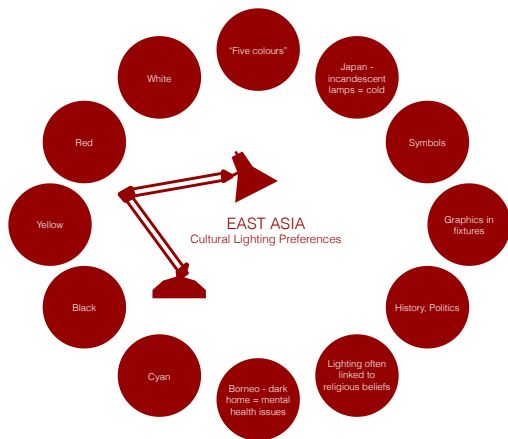 "Five colours"
Japan -
incandescent
lamps = cold
Symbols
Graphics in
fixtures
History, Politics
Lighting often
linked to
religious beliefs
Borneo - dark
home = mental
health issues
Cyan
Black
Yellow
Red
White
EAST ASIA
Cultural Lighting Preferences